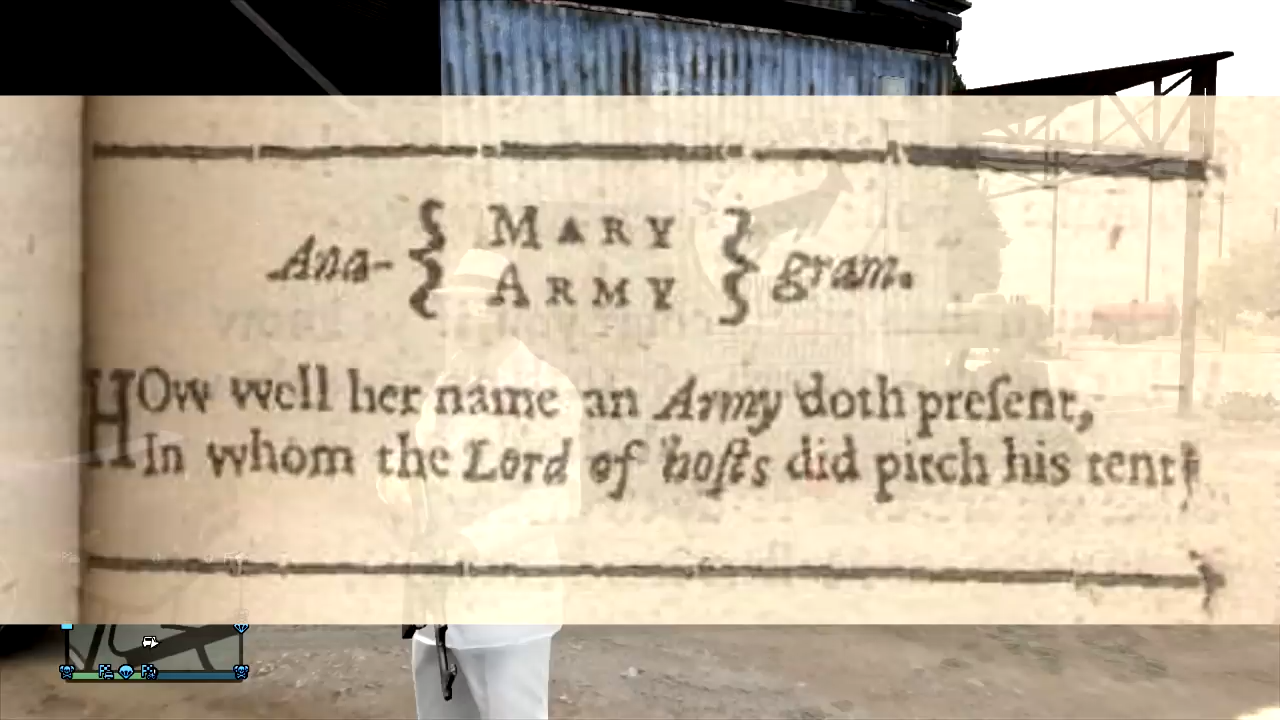 Ana- { MARY } gram.
ARMY
HOw well her name an Army doth preſent,
In whom the Lord of hoſts did pitch his tent!